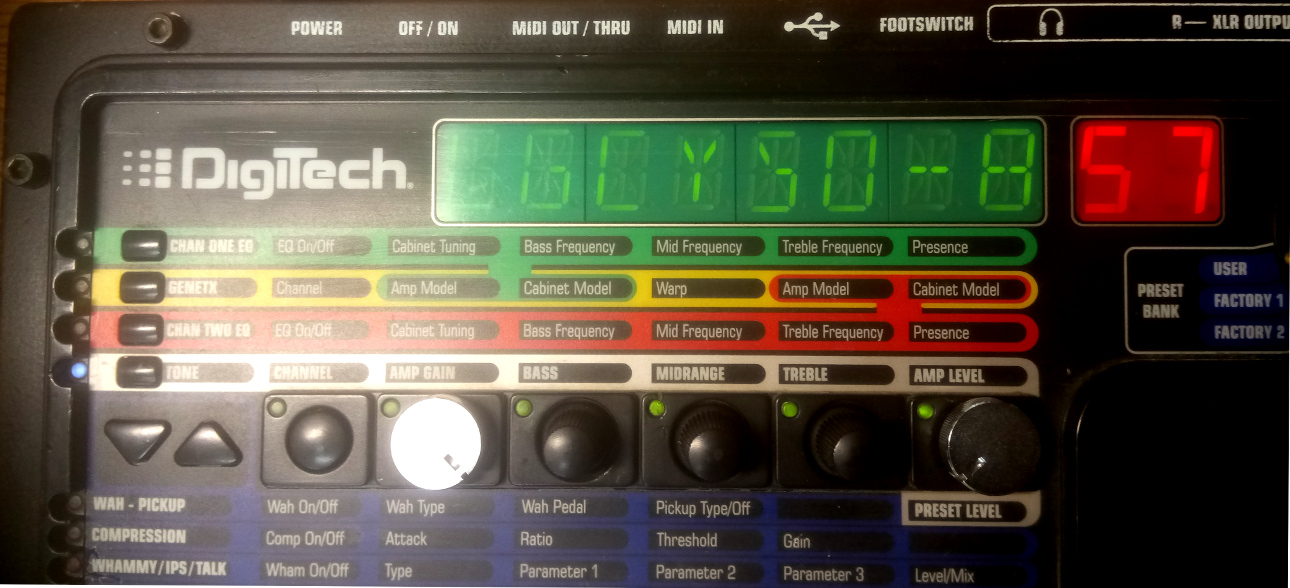 POWER OFF / ON MIDI OUT / THRU MIDI IN FOOTSWITCH R — XLR OUTPU
DigiTech.
GCY50-8
57
CHAN ONE EQ EQ On/Off Cabinet Tuning Bass Frequency Mid Frequency Treble Frequency Presence
GENETX Channel Amp Model Cabinet Model Warp Amp Model Cabinet Model
CHAN TWO EQ EQ On/Off Cabinet Tuning Bass Frequency Mid Frequency Treble Frequency Presence
TONE CHANNEL AMP GAIN BASS MIDRANGE TREBLE AMP LEVEL
PRESET BANK
USER
FACTORY 1
FACTORY 2
WAH - PICKUP Wah On/Off Wah Type Wah Pedal Pickup Type/Off PRESET LEVEL
COMPRESSION Comp On/Off Attack Ratio Threshold Gain
WHAMMY/IPS/TALK Wham On/Off Type Parameter 1 Parameter 2 Parameter 3 Level/Mix